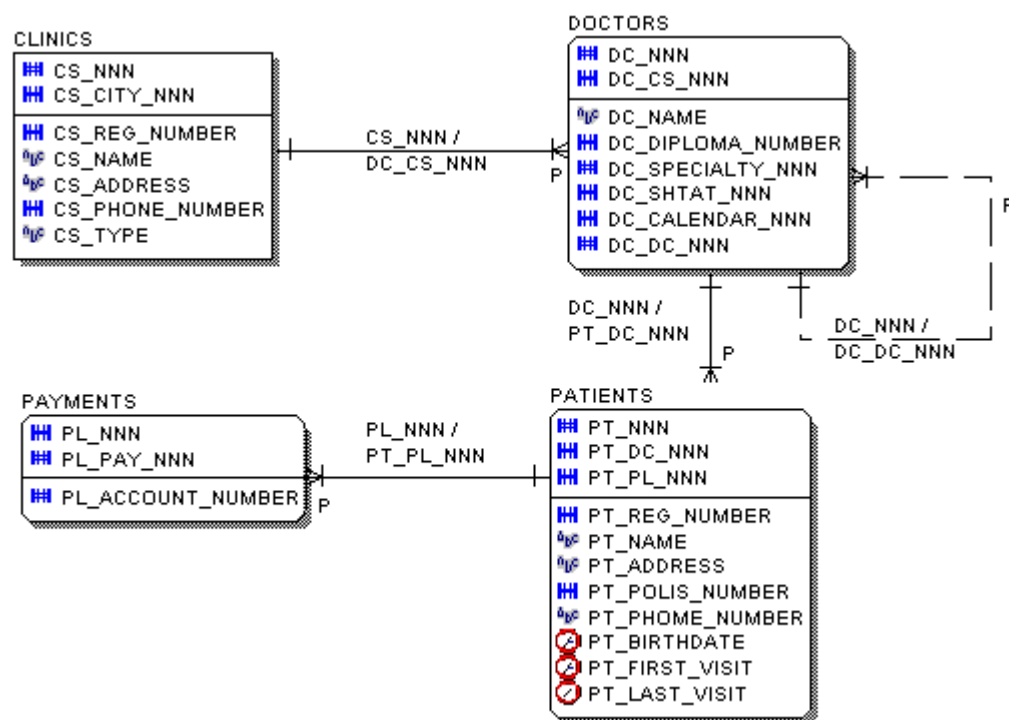 CLINICS
CS_NNN
CS_CITY_NNN
CS_REG_NUMBER
CS_NAME
CS_ADDRESS
CS_PHONE_NUMBER
CS_TYPE
CS_NNN /
DC_CS_NNN
P
DOCTORS
DC_NNN
DC_CS_NNN
DC_NAME
DC_DIPLOMA_NUMBER
DC_SPECIALTY_NNN
DC_SHTAT_NNN
DC_CALENDAR_NNN
DC_DC_NNN
P
DC_NNN /
DC_DC_NNN
DC_NNN /
PT_DC_NNN
P
PAYMENTS
PL_NNN
PL_PAY_NNN
PL_ACCOUNT_NUMBER
PL_NNN /
PT_PL_NNN
P
PATIENTS
PT_NNN
PT_DC_NNN
PT_PL_NNN
PT_REG_NUMBER
PT_NAME
PT_ADDRESS
PT_POLIS_NUMBER
PT_PHOME_NUMBER
PT_BIRTHDATE
PT_FIRST_VISIT
PT_LAST_VISIT